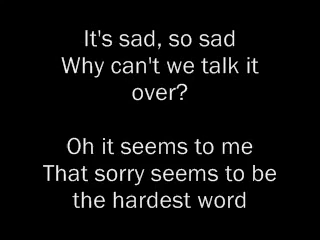 It's sad, so sad
Why can't we talk it
over?
Oh it seems to me
That sorry seems to be
the hardest word